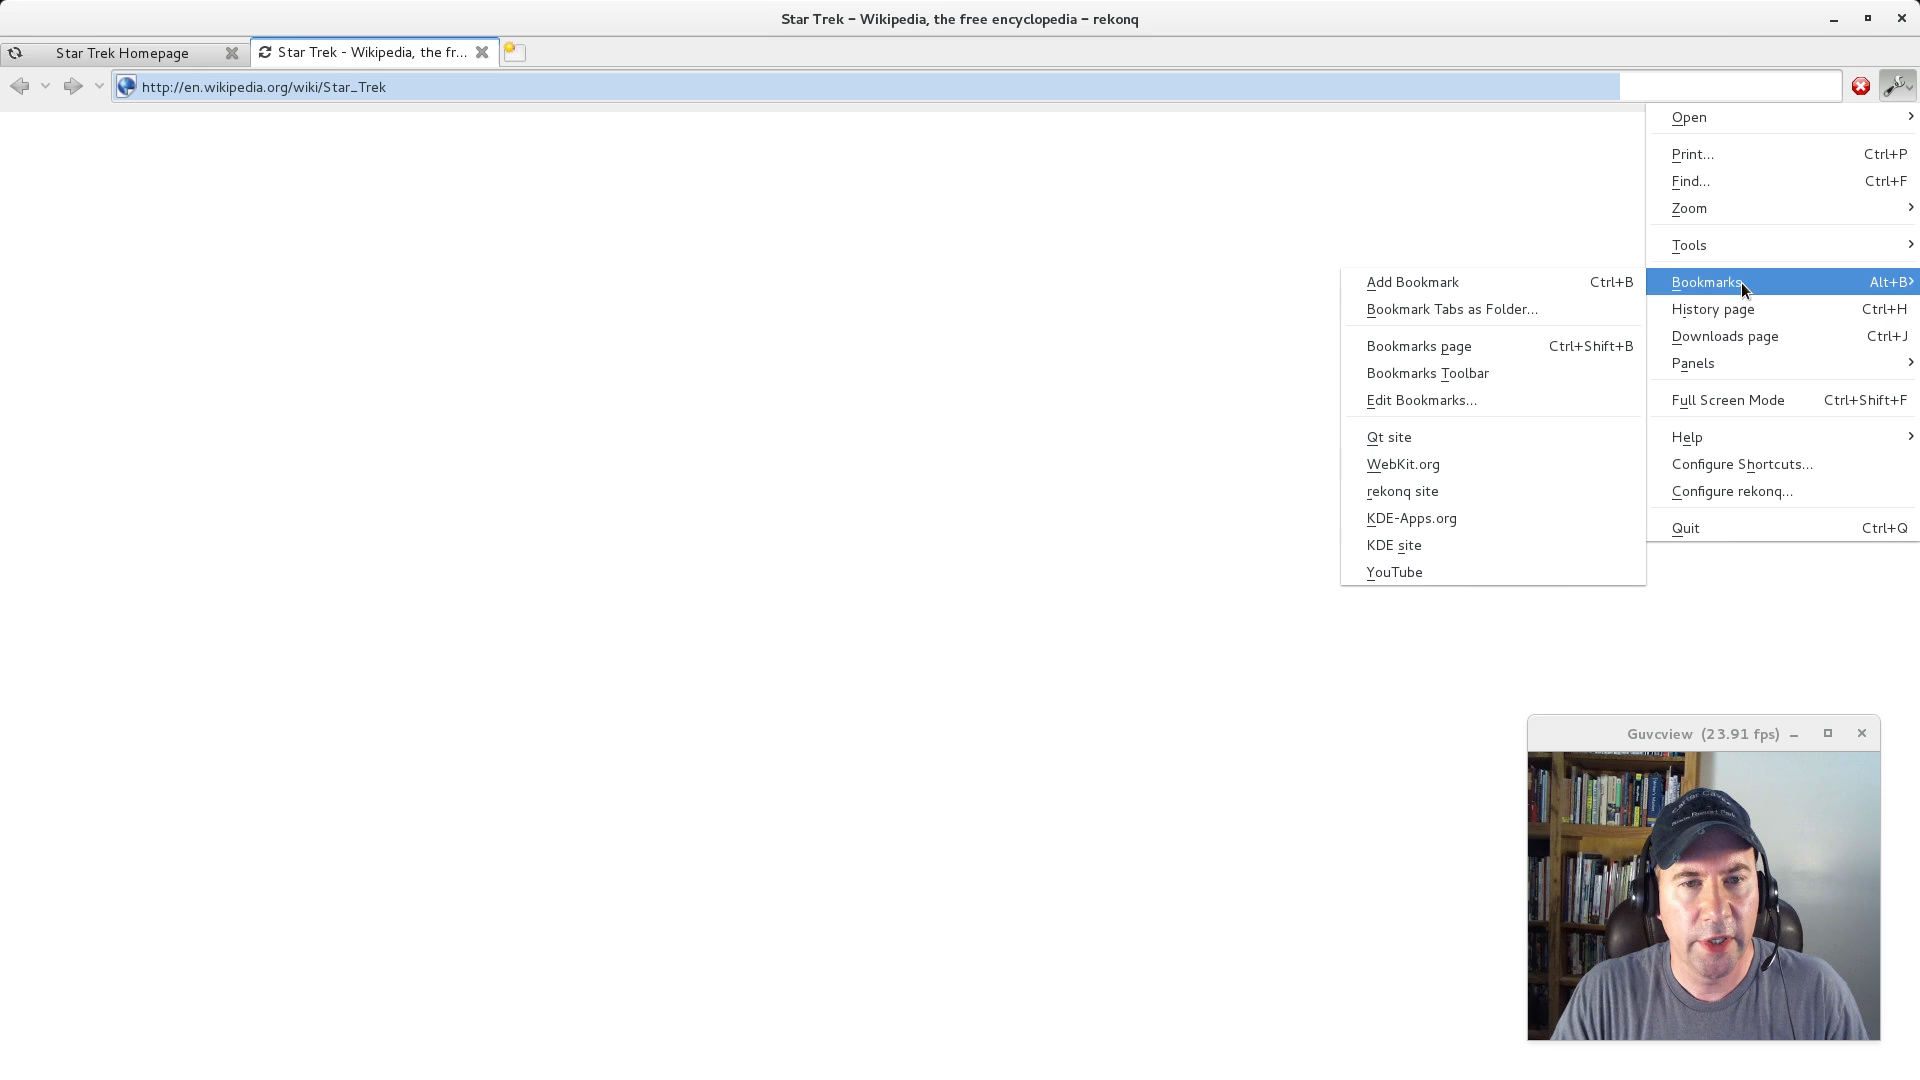 Star Trek – Wikipedia, the free encyclopedia – rekonq
Star Trek Homepage
Star Trek - Wikipedia, the fr...
http://en.wikipedia.org/wiki/Star_Trek
Open
Print... Ctrl+P
Find... Ctrl+F
Zoom
Tools
Bookmarks Alt+B
History page Ctrl+H
Downloads page Ctrl+J
Panels
Full Screen Mode Ctrl+Shift+F
Help
Configure Shortcuts...
Configure rekonq...
Quit Ctrl+Q
Add Bookmark Ctrl+B
Bookmark Tabs as Folder...
Bookmarks page Ctrl+Shift+B
Bookmarks Toolbar
Edit Bookmarks...
Qt site
WebKit.org
rekonq site
KDE-Apps.org
KDE site
YouTube
Guvcview (23.91 fps)